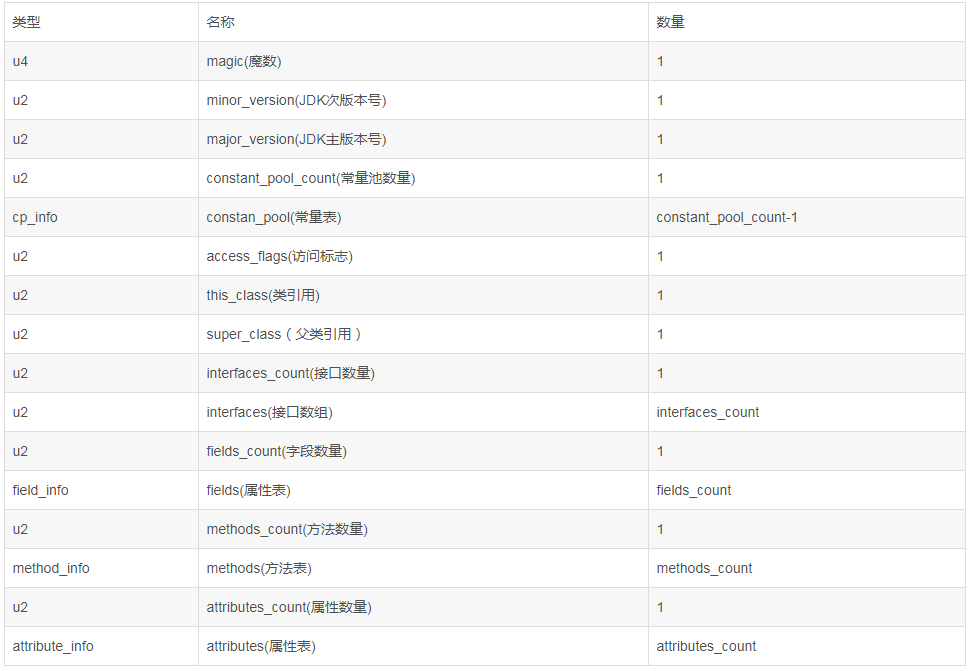 类型 名称 数量
u4 magic(魔数) 1
u2 minor_version(JDK次版本号) 1
u2 major_version(JDK主版本号) 1
u2 constant_pool_count(常量池数量) 1
cp_info constan_pool(常量表) constant_pool_count-1
u2 access_flags(访问标志) 1
u2 this_class(类引用) 1
u2 super_class（父类引用） 1
u2 interfaces_count(接口数量) 1
u2 interfaces(接口数组) interfaces_count
u2 fields_count(字段数量) 1
field_info fields(属性表) fields_count
u2 methods_count(方法数量) 1
method_info methods(方法表) methods_count
u2 attributes_count(属性数量) 1
attribute_info attributes(属性表) attributes_count